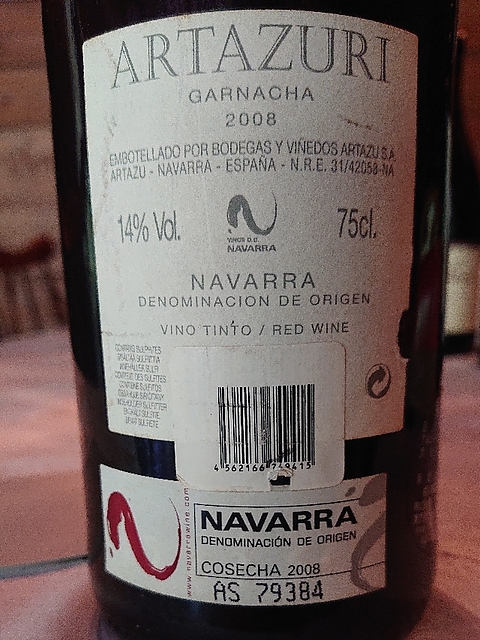 ARTAZURI
GARNACHA
2008
EMBOTELLADO POR BODEGAS Y VIÑEDOS ARTAZU S.A.
ARTAZU - NAVARRA - ESPAÑA - N.R.E. 31/42058-NA
14% Vol.
75cl.
VINOS D.O.
NAVARRA
NAVARRA
DENOMINACION DE ORIGEN
VINO TINTO / RED WINE
CONTAINS SULPHITES
4 562166 749415
www.navarrawine.com
NAVARRA
DENOMINACIÓN DE ORIGEN
COSECHA 2008
AS 79384